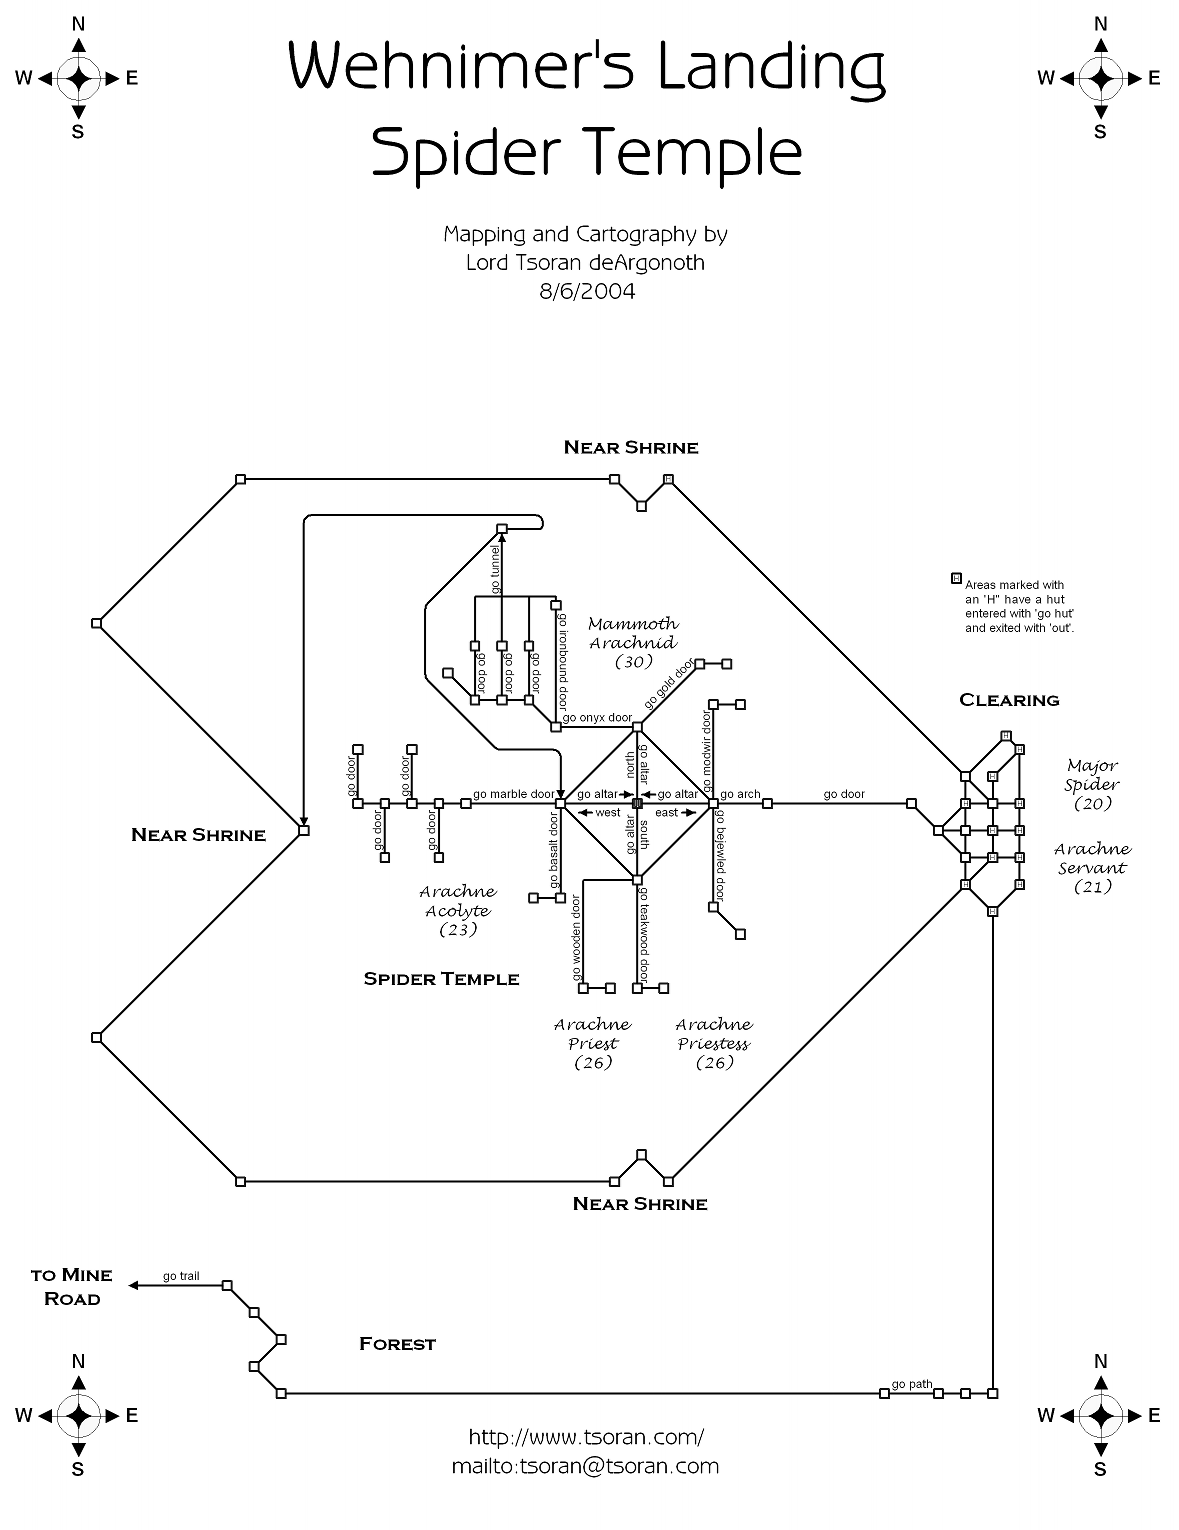 N
W E
S
N
W E
S
Wehnimer's Landing
Spider Temple
Mapping and Cartography by
Lord Tsoran deArgonoth
8/6/2004
Near Shrine
H
H
Areas marked with
an 'H" have a hut
entered with 'go hut'
and exited with 'out'.
go tunnel
go ironbound door
Mammoth
Arachnid
(30)
go door
go door
go door
go gold door
go onyx door
Clearing
go modwir door
north
go altar
go door
go door
go marble door
go altar
go altar
go arch
go door
west
east
Major
Spider
(20)
Near Shrine
go door
go door
go basalt door
go altar
south
go bejewled door
Arachne
Servant
(21)
H
H
H
H
H
H
H
H
H
H
H
H
H
Arachne
Acolyte
(23)
go wooden door
go teakwood door
Spider Temple
Arachne
Priest
(26)
Arachne
Priestess
(26)
Near Shrine
to Mine
Road
go trail
Forest
go path
N
W E
S
N
W E
S
http://www.tsoran.com/
mailto:tsoran@tsoran.com